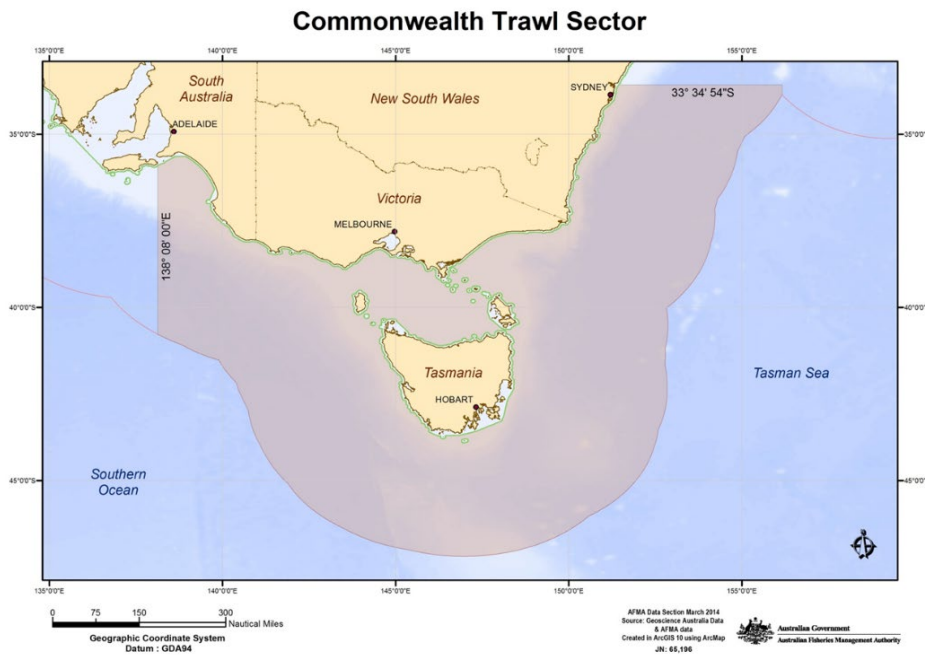 Commonwealth Trawl Sector
135°0'0"E
140°0'0"E
145°0'0"E
150°0'0"E
155°0'0"E
South
Australia
New South Wales
SYDNEY
33° 34' 54"S
ADELAIDE
35°0'0"S
35°0'0"S
Victoria
MELBOURNE
138° 08' 00"E
40°0'0"S
40°0'0"S
Tasmania
Tasman Sea
HOBART
Southern
Ocean
45°0'0"S
45°0'0"S
135°0'0"E
140°0'0"E
145°0'0"E
150°0'0"E
155°0'0"E
0 75 150 300
Nautical Miles
Geographic Coordinate System
Datum : GDA94
AFMA Data Section March 2014
Source: Geoscience Australia Data
& AFMA data
Created in ArcGIS 10 using ArcMap
JN: 65,196
Australian Government
Australian Fisheries Management Authority